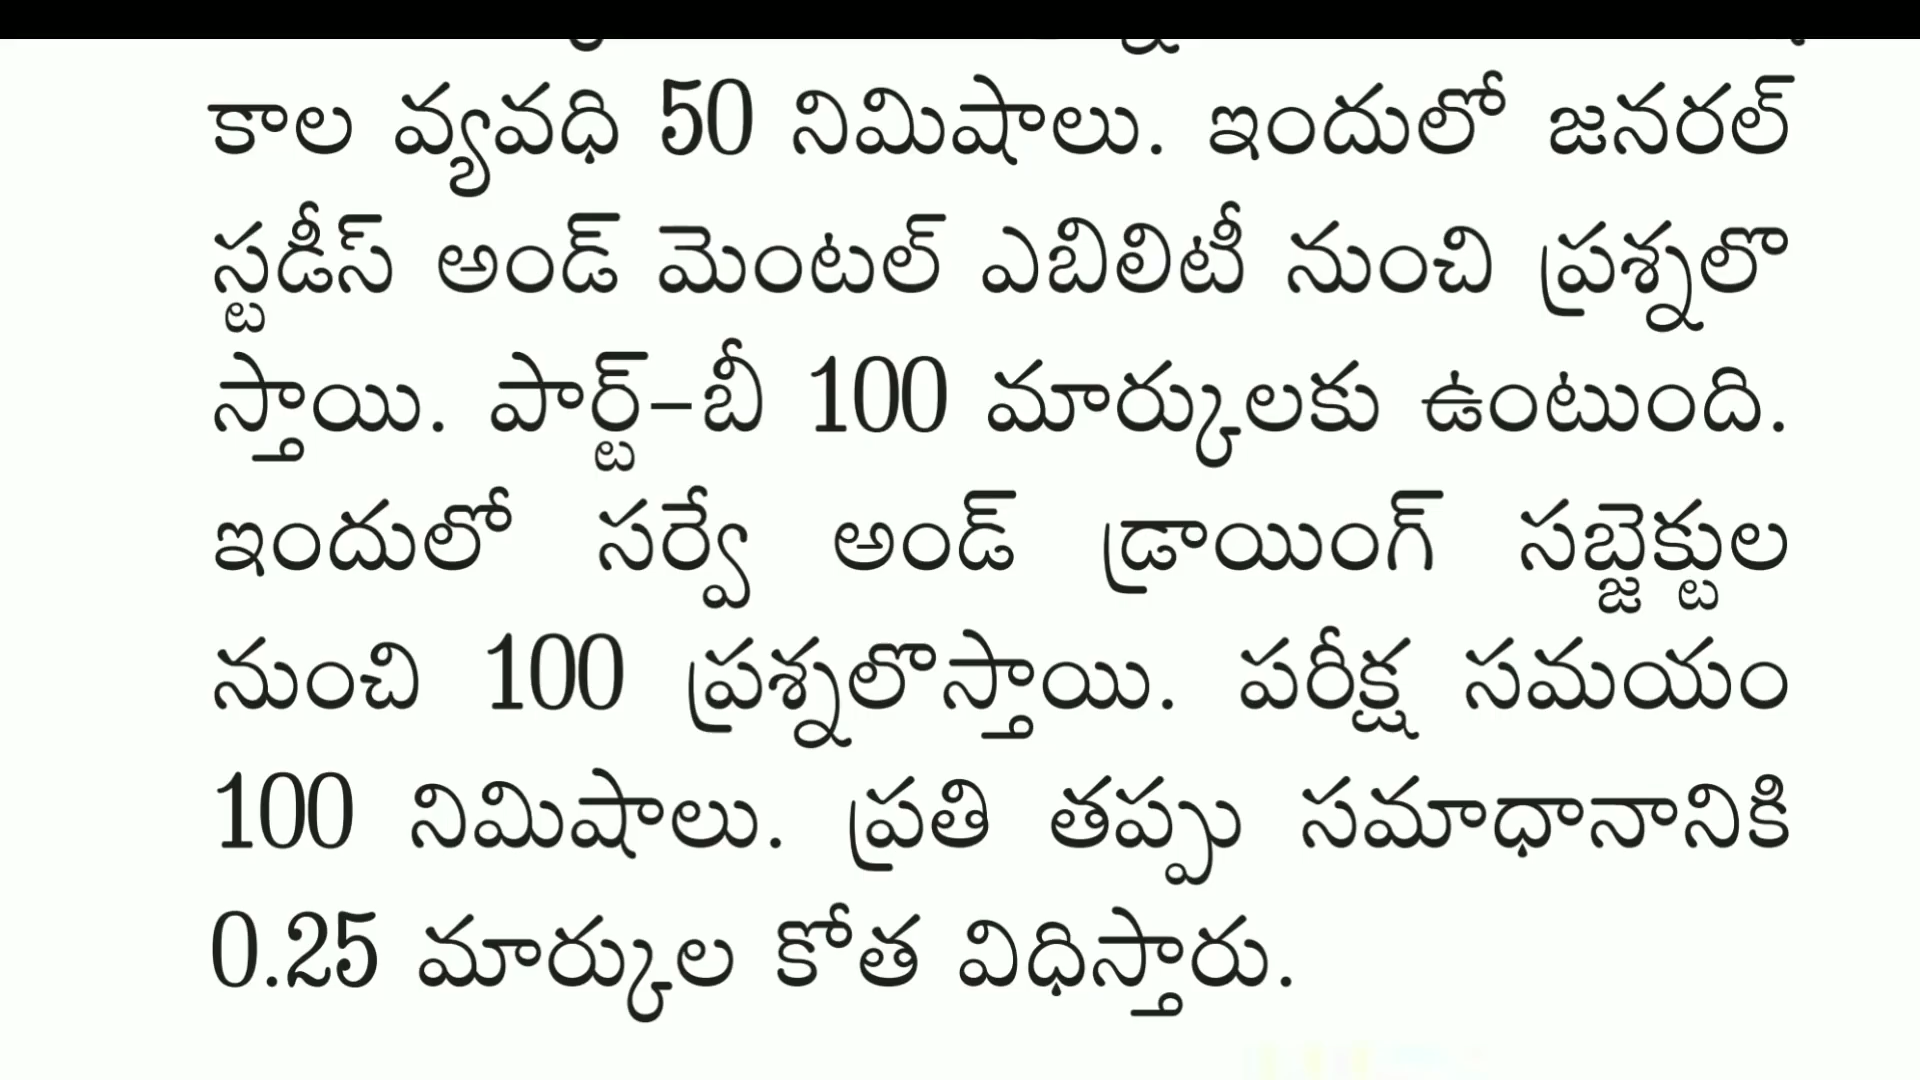 కాల వ్యవధి 50 నిమిషాలు. ఇందులో జనరల్
స్టడీస్ అండ్ మెంటల్ ఎబిలిటీ నుంచి ప్రశ్నలొ
స్తాయి. పార్ట్-బీ 100 మార్కులకు ఉంటుంది.
ఇందులో సర్వే అండ్ డ్రాయింగ్ సబ్జెక్టుల
నుంచి 100 ప్రశ్నలొస్తాయి. పరీక్ష సమయం
100 నిమిషాలు. ప్రతి తప్పు సమాధానానికి
0.25 మార్కుల కోత విధిస్తారు.